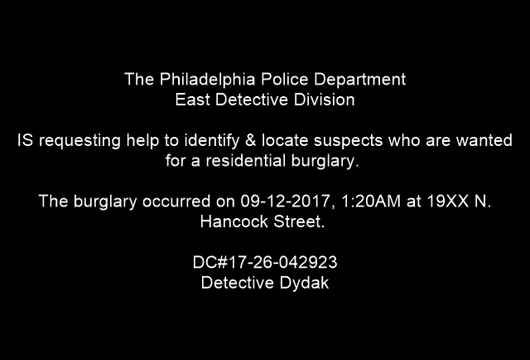 The Philadelphia Police Department
East Detective Division
IS requesting help to identify & locate suspects who are wanted
for a residential burglary.
The burglary occurred on 09-12-2017, 1:20AM at 19XX N.
Hancock Street.
DC#17-26-042923
Detective Dydak